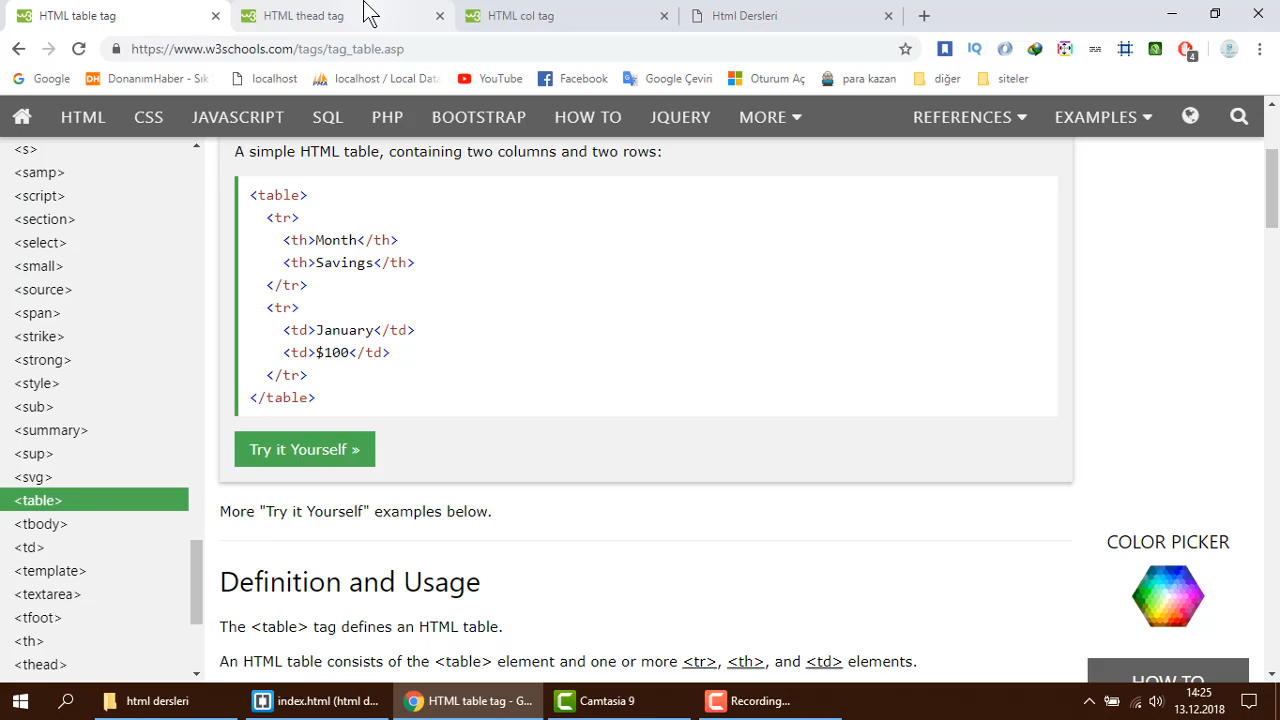 HTML table tag
HTML thead tag
HTML col tag
Html Dersleri
https://www.w3schools.com/tags/tag_table.asp
IQ
4
Google
DH DonanımHaber - Sık
localhost
localhost / Local Dat
YouTube
Facebook
Google Çeviri
Oturum Aç
para kazan
diğer
siteler
HTML CSS JAVASCRIPT SQL PHP BOOTSTRAP HOW TO JQUERY MORE REFERENCES EXAMPLES
<s>
<samp>
<script>
<section>
<select>
<small>
<source>
<span>
<strike>
<strong>
<style>
<sub>
<summary>
<sup>
<svg>
<table>
<tbody>
<td>
<template>
<textarea>
<tfoot>
<th>
<thead>
A simple HTML table, containing two columns and two rows:
<table>
<tr>
<th>Month</th>
<th>Savings</th>
</tr>
<tr>
<td>January</td>
<td>$100</td>
</tr>
</table>
Try it Yourself »
More "Try it Yourself" examples below.
Definition and Usage
The <table> tag defines an HTML table.
An HTML table consists of the <table> element and one or more <tr>, <th>, and <td> elements.
COLOR PICKER
HOW TO
html dersleri
index.html (html d...
HTML table tag - G...
Camtasia 9
Recording...
14:25
13.12.2018